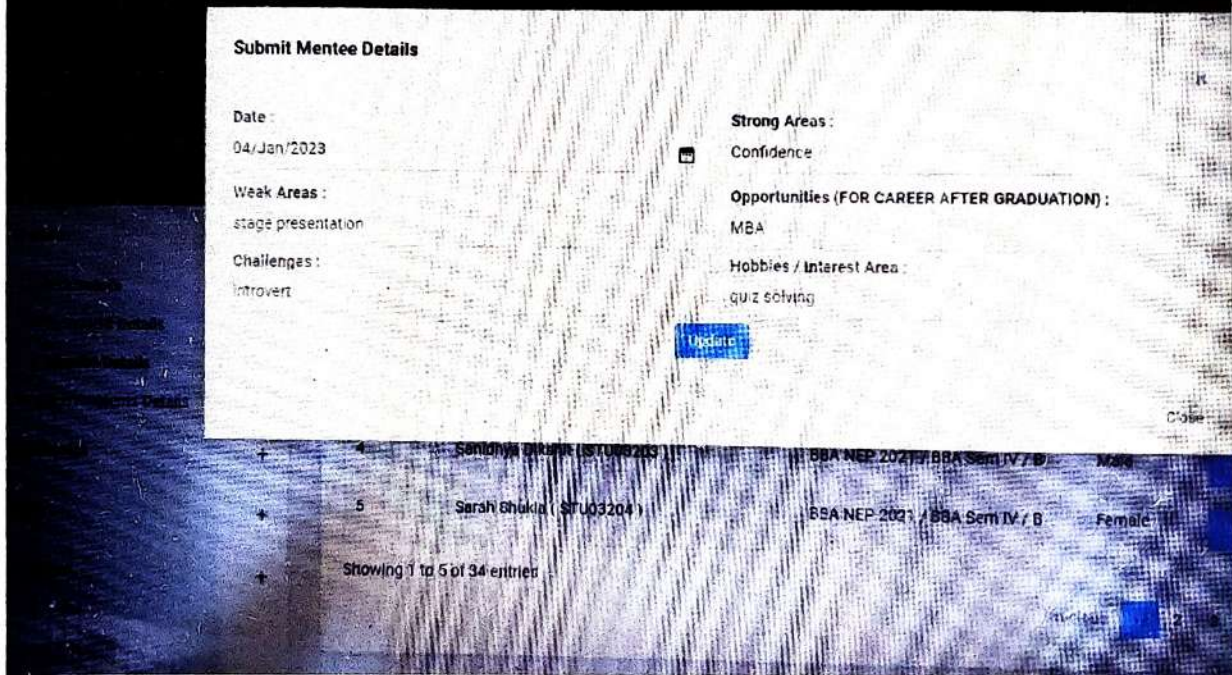 Submit Mentee Details
Date :
04/Jan/2023
Strong Areas :
Confidence
Weak Areas :
stage presentation
Opportunities (FOR CAREER AFTER GRADUATION) :
MBA
Challenges :
introvert
Hobbies / Interest Area :
quiz solving
Update
Close
+ 4 BBA NEP 2021 / BBA Sem IV / B Male
+ 5 Sarah Shukla ( STU03204 ) BBA NEP 2021 / BBA Sem IV / B Female
+
Showing 1 to 5 of 34 entries
2